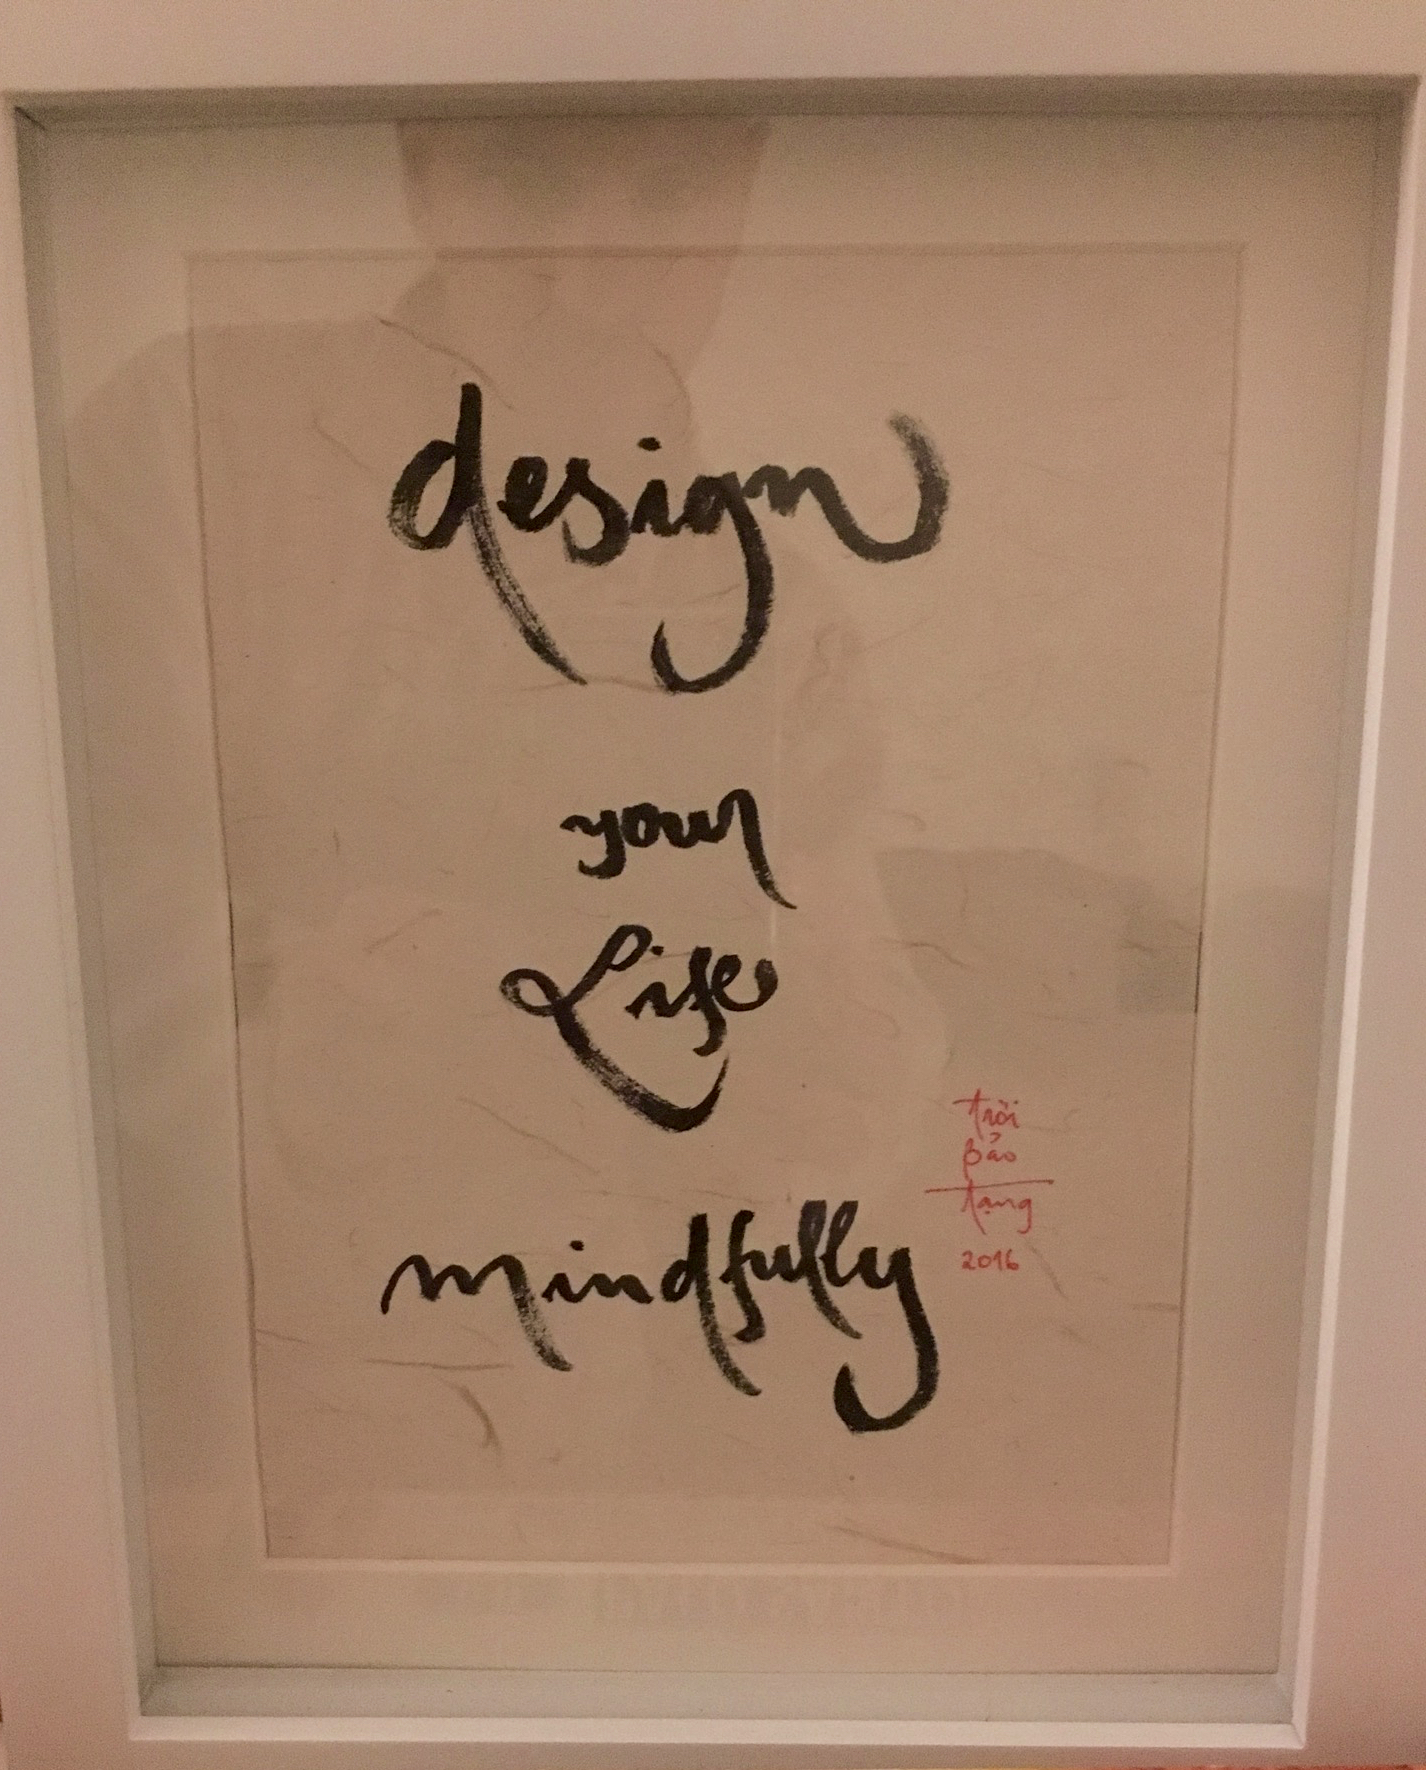 design
your
Life
mindfully
trời
bảo
tạng
2016